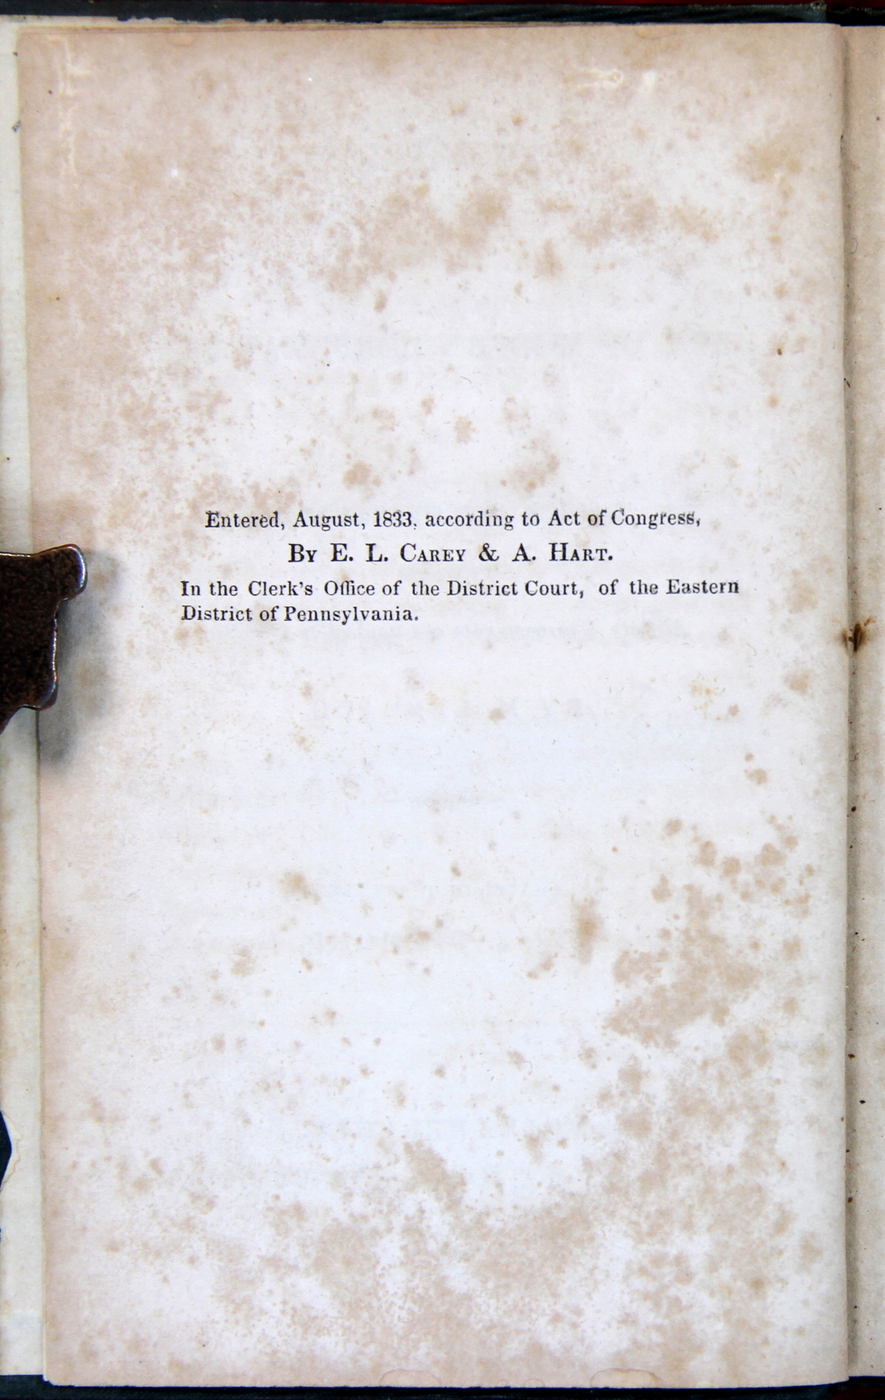 Entered, August, 1833, according to Act of Congress,
By E. L. Carey & A. Hart.
In the Clerk's Office of the District Court, of the Eastern
District of Pennsylvania.